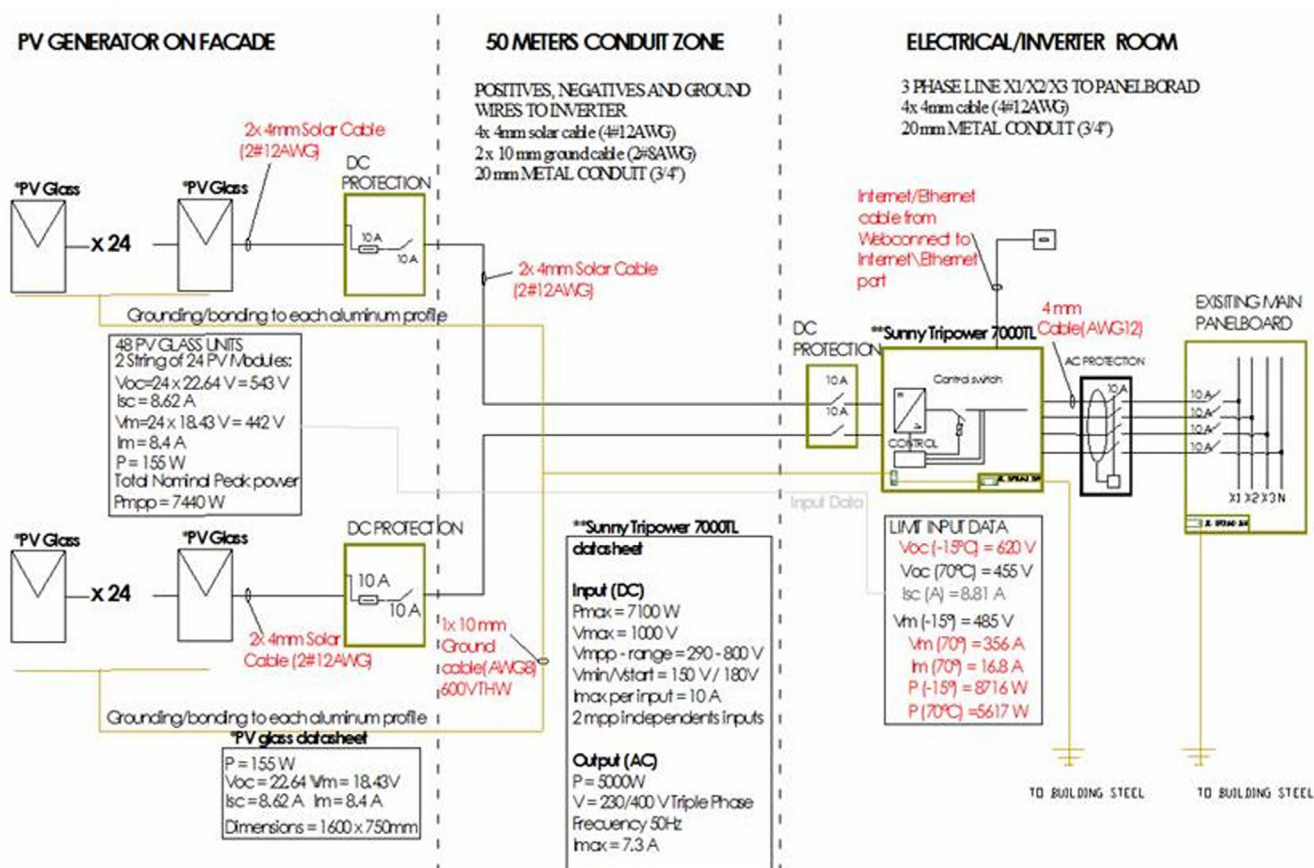 PV GENERATOR ON FACADE
50 METERS CONDUIT ZONE
ELECTRICAL/INVERTER ROOM
POSITIVES, NEGATIVES AND GROUND
WIRES TO INVERTER
4x 4mm solar cable (4#12AWG)
2 x 10 mm ground cable (2#8AWG)
20 mm METAL CONDUIT (3/4")
3 PHASE LINE X1/X2/X3 TO PANELBORAD
4x 4mm cable (4#12AWG)
20 mm METAL CONDUIT (3/4")
2x 4mm Solar Cable
(2#12AWG)
DC
PROTECTION
*PV Glass
*PV Glass
x 24
10 A
10 A
2x 4mm Solar Cable
(2#12AWG)
Internet/Ethernet
cable from
Webconnect to
Internet\Ethernet
part
Grounding/bonding to each aluminum profile
48 PV GLASS UNITS
2 String of 24 PV Modules:
Voc=24 x 22.64 V = 543 V
Isc = 8.62 A
Vm=24 x 18.43 V = 442 V
Im = 8.4 A
P = 155 W
Total Nominal Peak power
Pmpp = 7440 W
DC
PROTECTION
10 A
10 A
**Sunny Tripower 7000TL
Control switch
CONTROL
4 mm
Cable(AWG12)
AC PROTECTION
10 A
EXISITING MAIN
PANELBOARD
10 A
10 A
10 A
10 A
X1 X2 X3 N
Input Data
*PV Glass
*PV Glass
x 24
DC PROTECTION
10 A
10 A
2x 4mm Solar
Cable (2#12AWG)
1x 10 mm
Ground
cable(AWG8)
600VTHW
Grounding/bonding to each aluminum profile
*PV glass datasheet
P = 155 W
Voc = 22.64 Vm = 18.43V
Isc = 8.62 A Im = 8.4 A
Dimensions = 1600 x 750mm
**Sunny Tripower 7000TL
datasheet
Input (DC)
Pmax = 7100 W
Vmax = 1000 V
Vmpp - range = 290 - 800 V
Vmin/Vstart = 150 V / 180V
Imax per input = 10 A
2 mpp independents inputs
Output (AC)
P = 5000W
V = 230/400 V Triple Phase
Frecuency 50Hz
Imax = 7.3 A
LIMIT INPUT DATA
Voc (-15ºC) = 620 V
Voc (70ºC) = 455 V
Isc (A) = 8.81 A
Vm (-15º) = 485 V
Vm (70º) = 356 A
Im (70º) = 16.8 A
P (-15º) = 8716 W
P (70ºC) =5617 W
TO BUILDING STEEL
TO BUILDING STEEL